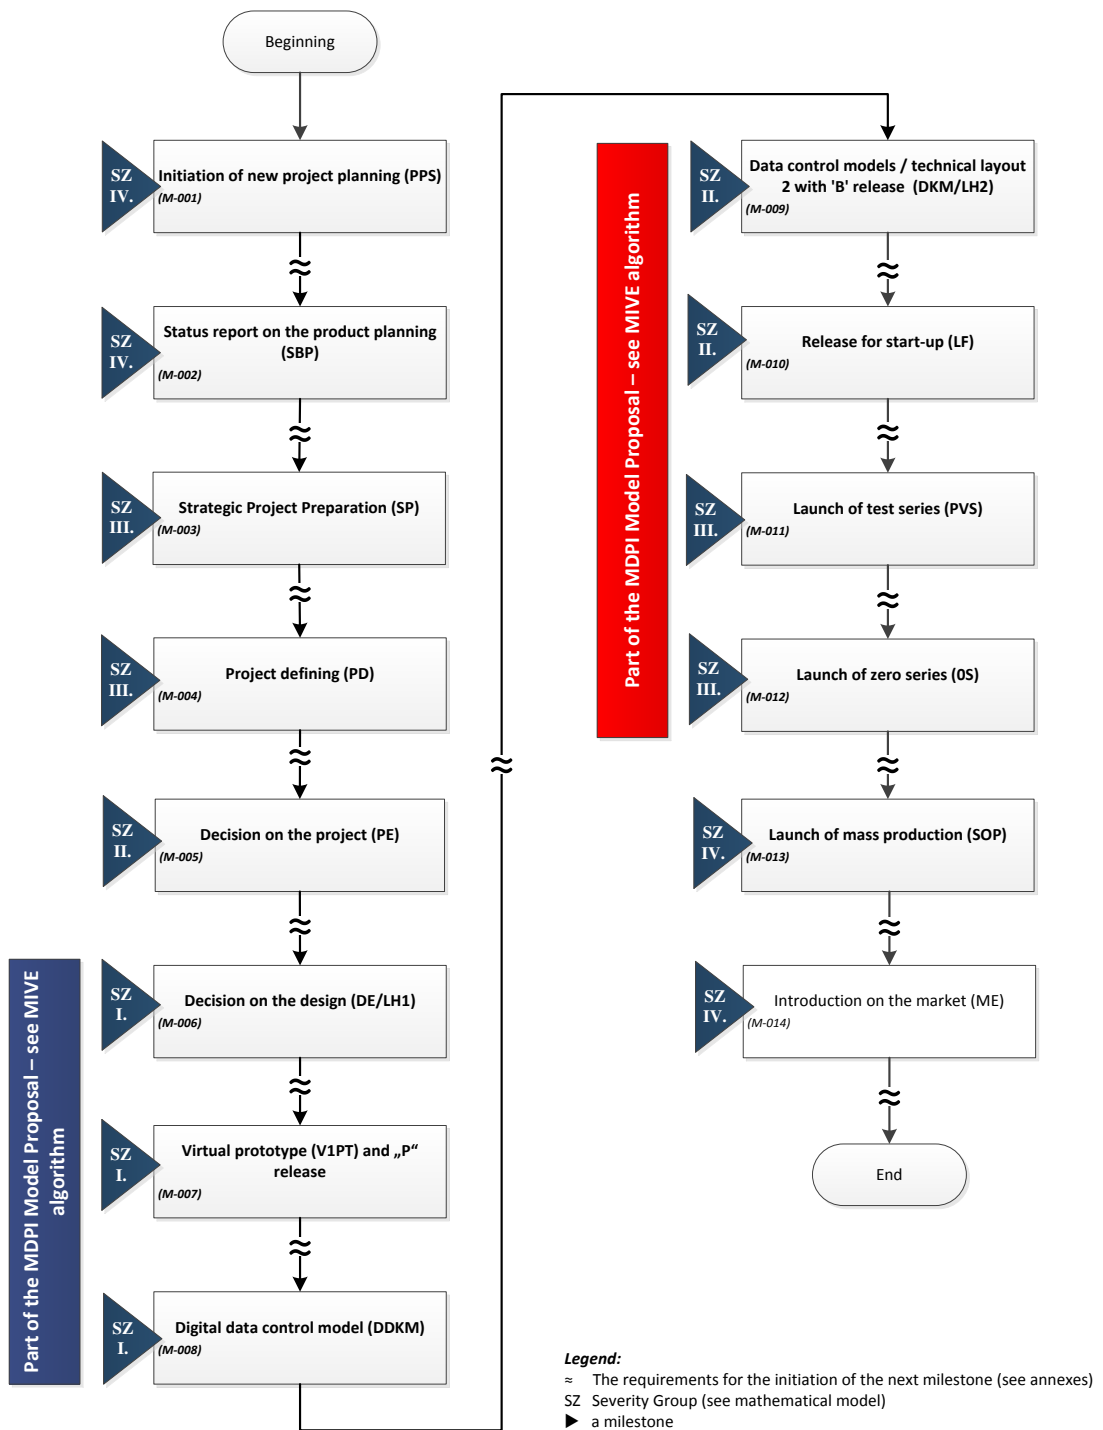 Beginning
SZ
IV.
Initiation of new project planning (PPS)
(M-001)
SZ
IV.
Status report on the product planning
(SBP)
(M-002)
SZ
III.
Strategic Project Preparation (SP)
(M-003)
SZ
III.
Project defining (PD)
(M-004)
SZ
II.
Decision on the project (PE)
(M-005)
Part of the MDPI Model Proposal – see MIVE
algorithm
SZ
I.
Decision on the design (DE/LH1)
(M-006)
SZ
I.
Virtual prototype (V1PT) and „P“
release
(M-007)
SZ
I.
Digital data control model (DDKM)
(M-008)
Part of the MDPI Model Proposal – see MIVE algorithm
SZ
II.
Data control models / technical layout
2 with 'B' release (DKM/LH2)
(M-009)
SZ
II.
Release for start-up (LF)
(M-010)
SZ
III.
Launch of test series (PVS)
(M-011)
SZ
III.
Launch of zero series (0S)
(M-012)
SZ
IV.
Launch of mass production (SOP)
(M-013)
SZ
IV.
Introduction on the market (ME)
(M-014)
End
Legend:
≈ The requirements for the initiation of the next milestone (see annexes)
SZ Severity Group (see mathematical model)
▶ a milestone